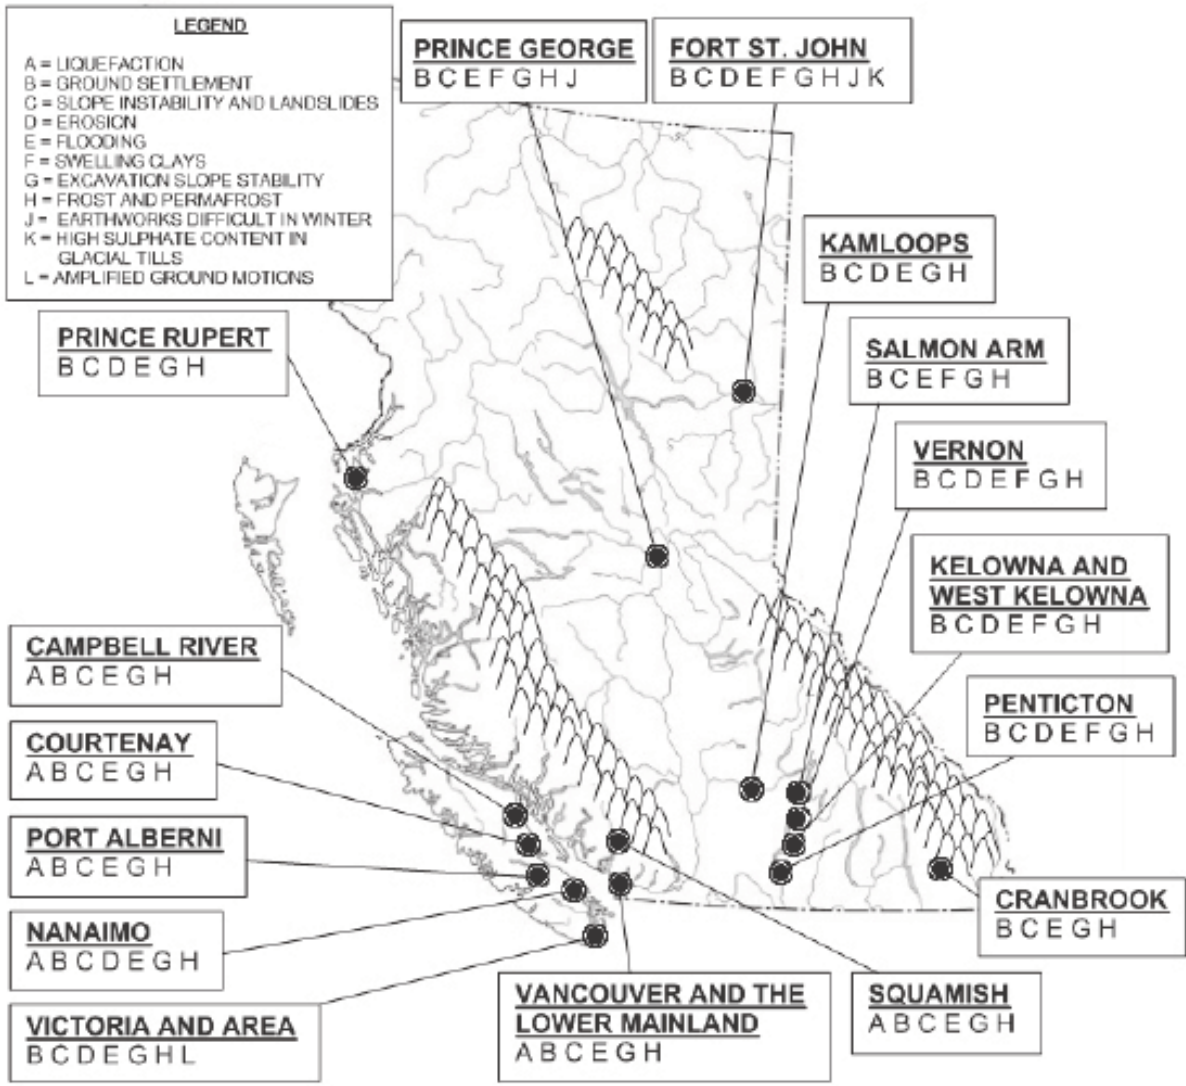 LEGEND
A = LIQUEFACTION
B = GROUND SETTLEMENT
C = SLOPE INSTABILITY AND LANDSLIDES
D = EROSION
E = FLOODING
F = SWELLING CLAYS
G = EXCAVATION SLOPE STABILITY
H = FROST AND PERMAFROST
J = EARTHWORKS DIFFICULT IN WINTER
K = HIGH SULPHATE CONTENT IN
GLACIAL TILLS
L = AMPLIFIED GROUND MOTIONS
PRINCE GEORGE
B C E F G H J
FORT ST. JOHN
B C D E F G H J K
KAMLOOPS
B C D E G H
PRINCE RUPERT
B C D E G H
SALMON ARM
B C E F G H
VERNON
B C D E F G H
KELOWNA AND
WEST KELOWNA
B C D E F G H
CAMPBELL RIVER
A B C E G H
PENTICTON
B C D E F G H
COURTENAY
A B C E G H
PORT ALBERNI
A B C E G H
CRANBROOK
B C E G H
NANAIMO
A B C D E G H
VICTORIA AND AREA
B C D E G H L
VANCOUVER AND THE
LOWER MAINLAND
A B C E G H
SQUAMISH
A B C E G H